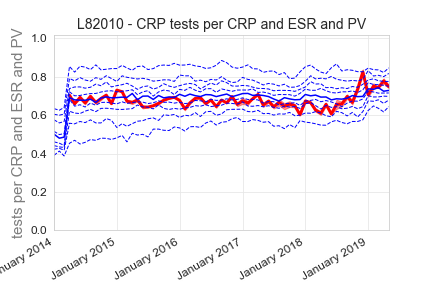 L82010 - CRP tests per CRP and ESR and PV
tests per CRP and ESR and PV
1.0
0.8
0.6
0.4
0.2
0.0
nuary 2014
January 2015
January 2016
January 2017
January 2018
January 2019